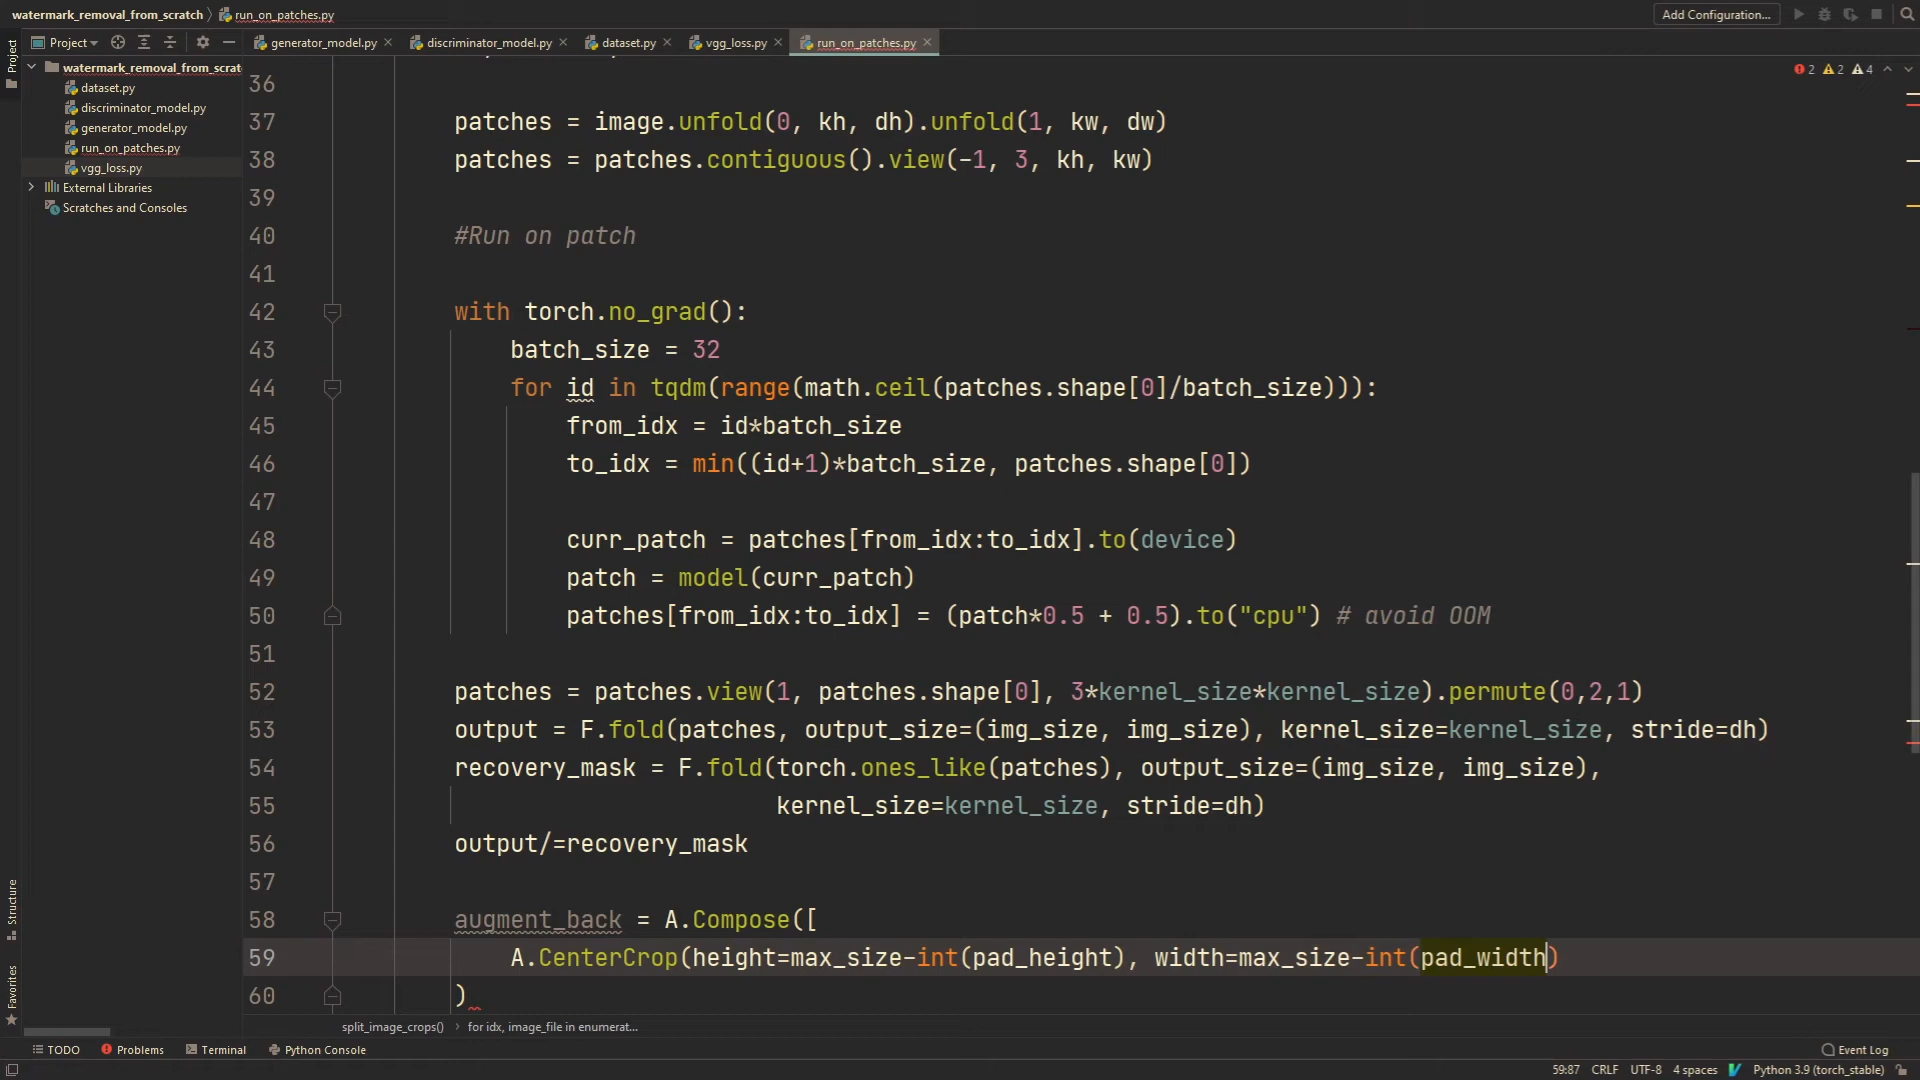 watermark_removal_from_scratch
run_on_patches.py
Add Configuration...
Project
Project
generator_model.py
discriminator_model.py
dataset.py
vgg_loss.py
run_on_patches.py
watermark_removal_from_scrat
dataset.py
discriminator_model.py
generator_model.py
run_on_patches.py
vgg_loss.py
External Libraries
Scratches and Consoles
2 2 4
36
37 patches = image.unfold(0, kh, dh).unfold(1, kw, dw)
38 patches = patches.contiguous().view(-1, 3, kh, kw)
39
40 #Run on patch
41
42 with torch.no_grad():
43 batch_size = 32
44 for id in tqdm(range(math.ceil(patches.shape[0]/batch_size))):
45 from_idx = id*batch_size
46 to_idx = min((id+1)*batch_size, patches.shape[0])
47
48 curr_patch = patches[from_idx:to_idx].to(device)
49 patch = model(curr_patch)
50 patches[from_idx:to_idx] = (patch*0.5 + 0.5).to("cpu") # avoid OOM
51
52 patches = patches.view(1, patches.shape[0], 3*kernel_size*kernel_size).permute(0,2,1)
53 output = F.fold(patches, output_size=(img_size, img_size), kernel_size=kernel_size, stride=dh)
54 recovery_mask = F.fold(torch.ones_like(patches), output_size=(img_size, img_size),
55 kernel_size=kernel_size, stride=dh)
56 output/=recovery_mask
57
58 augment_back = A.Compose([
59 A.CenterCrop(height=max_size-int(pad_height), width=max_size-int(pad_width)
60 )
split_image_crops()
for idx, image_file in enumerat...
Structure
Favorites
TODO
Problems
Terminal
Python Console
Event Log
59:87 CRLF UTF-8 4 spaces Python 3.9 (torch_stable)